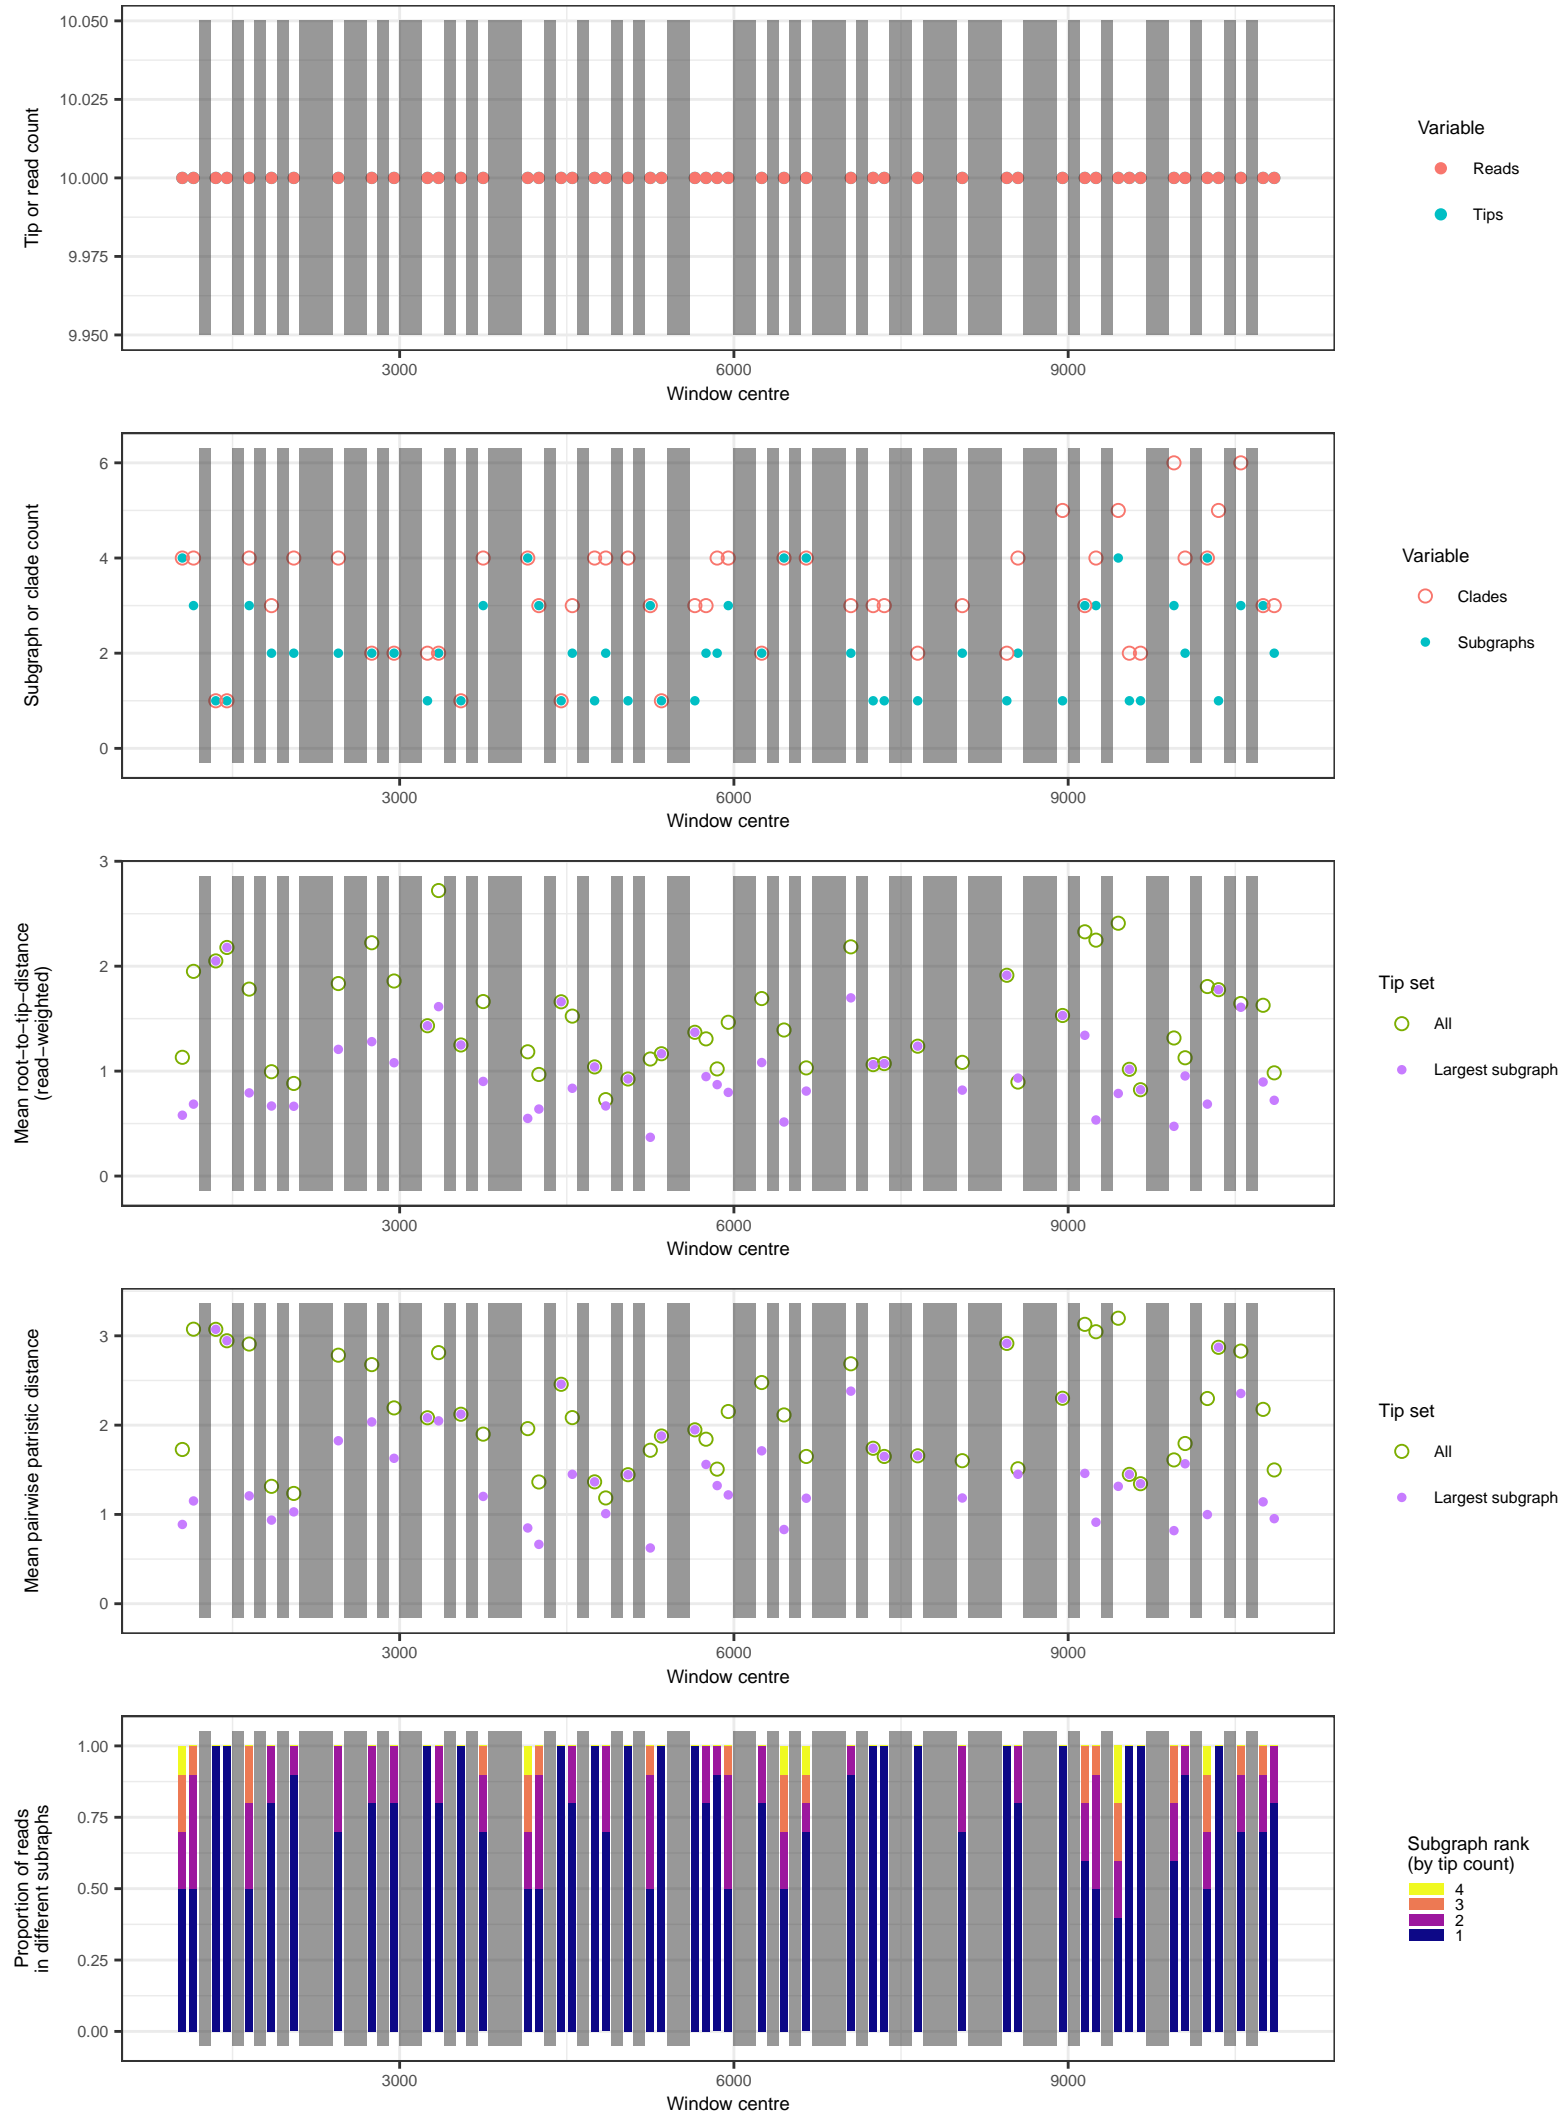 10.050
10.025
10.000
9.975
9.950
Tip or read count
3000
6000
9000
Window centre
Variable
Reads
Tips
6
4
2
0
Subgraph or clade count
3000
6000
9000
Window centre
Variable
Clades
Subgraphs
3
2
1
0
Mean root−to−tip−distance
(read−weighted)
3000
6000
9000
Window centre
Tip set
All
Largest subgraph
3
2
1
0
Mean pairwise patristic distance
3000
6000
9000
Window centre
Tip set
All
Largest subgraph
1.00
0.75
0.50
0.25
0.00
Proportion of reads
in different subraphs
3000
6000
9000
Window centre
Subgraph rank
(by tip count)
4
3
2
1